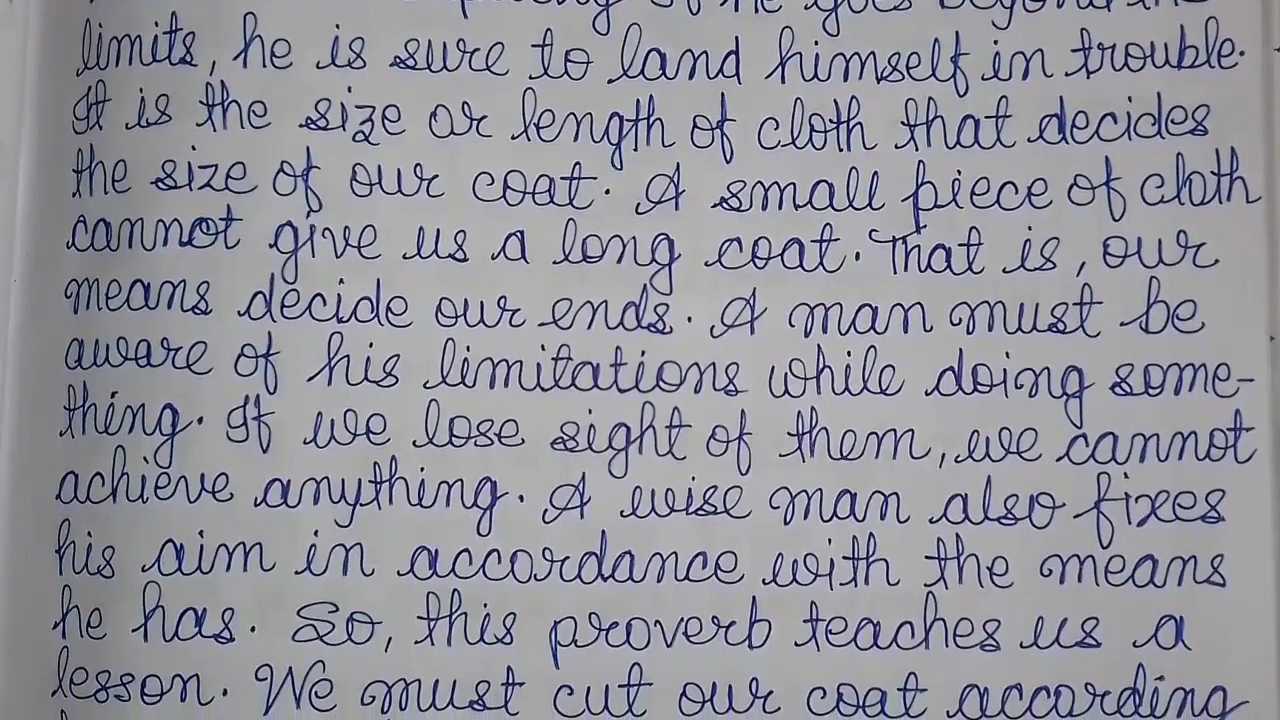 he goes beyond the
limits, he is sure to land himself in trouble.
It is the size or length of cloth that decides
the size of our coat. A small piece of cloth
cannot give us a long coat. That is, our
means decide our ends. A man must be
aware of his limitations while doing some-
thing. If we lose sight of them, we cannot
achieve anything. A wise man also fixes
his aim in accordance with the means
he has. So, this proverb teaches us a
lesson. We must cut our coat according